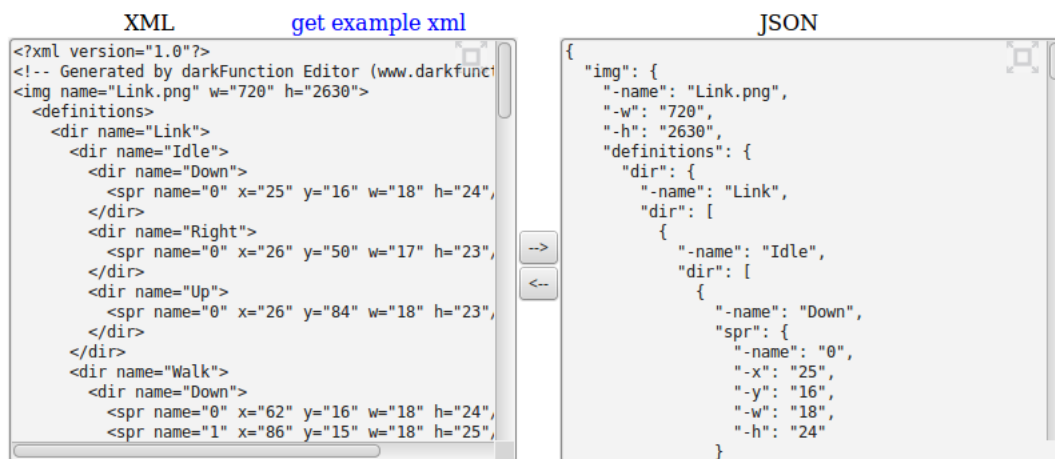 XML
get example xml
<?xml version="1.0"?>
<!-- Generated by darkFunction Editor (www.darkfunct
<img name="Link.png" w="720" h="2630">
<definitions>
<dir name="Link">
<dir name="Idle">
<dir name="Down">
<spr name="0" x="25" y="16" w="18" h="24"/
</dir>
<dir name="Right">
<spr name="0" x="26" y="50" w="17" h="23"/
</dir>
<dir name="Up">
<spr name="0" x="26" y="84" w="18" h="23"/
</dir>
</dir>
<dir name="Walk">
<dir name="Down">
<spr name="0" x="62" y="16" w="18" h="24"/
<spr name="1" x="86" y="15" w="18" h="25"/
-->
<--
JSON
{
"img": {
"-name": "Link.png",
"-w": "720",
"-h": "2630",
"definitions": {
"dir": {
"-name": "Link",
"dir": [
{
"-name": "Idle",
"dir": [
{
"-name": "Down",
"spr": {
"-name": "0",
"-x": "25",
"-y": "16",
"-w": "18",
"-h": "24"
}